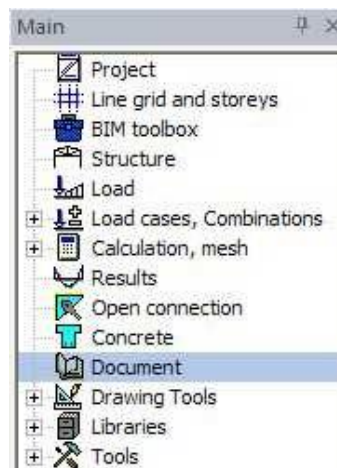 Main
Project
Line grid and storeys
BIM toolbox
Structure
Load
Load cases, Combinations
Calculation, mesh
Results
Open connection
Concrete
Document
Drawing Tools
Libraries
Tools